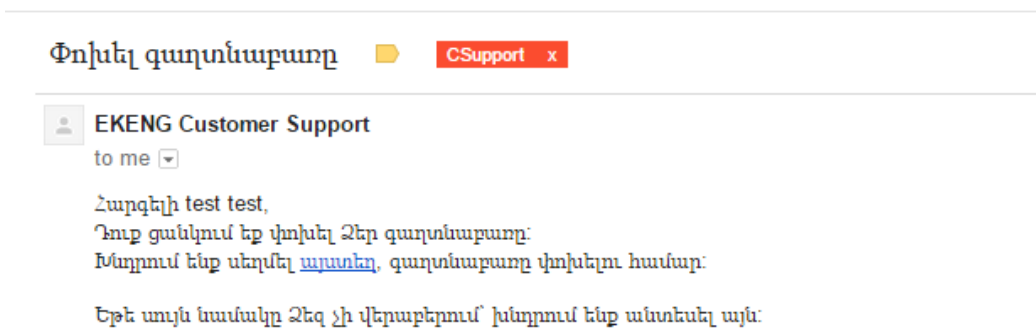 Փոխել գաղտնաբառը CSupport x
EKENG Customer Support
to me
Հարգելի test test,
Դուք ցանկում եք փոխել Ձեր գաղտնաբառը:
Խնդրում ենք սեղմել այստեղ, գաղտնաբառը փոխելու համար:
Եթե սույն նամակը Ձեզ չի վերաբերում՝ խնդրում ենք անտեսել այն: